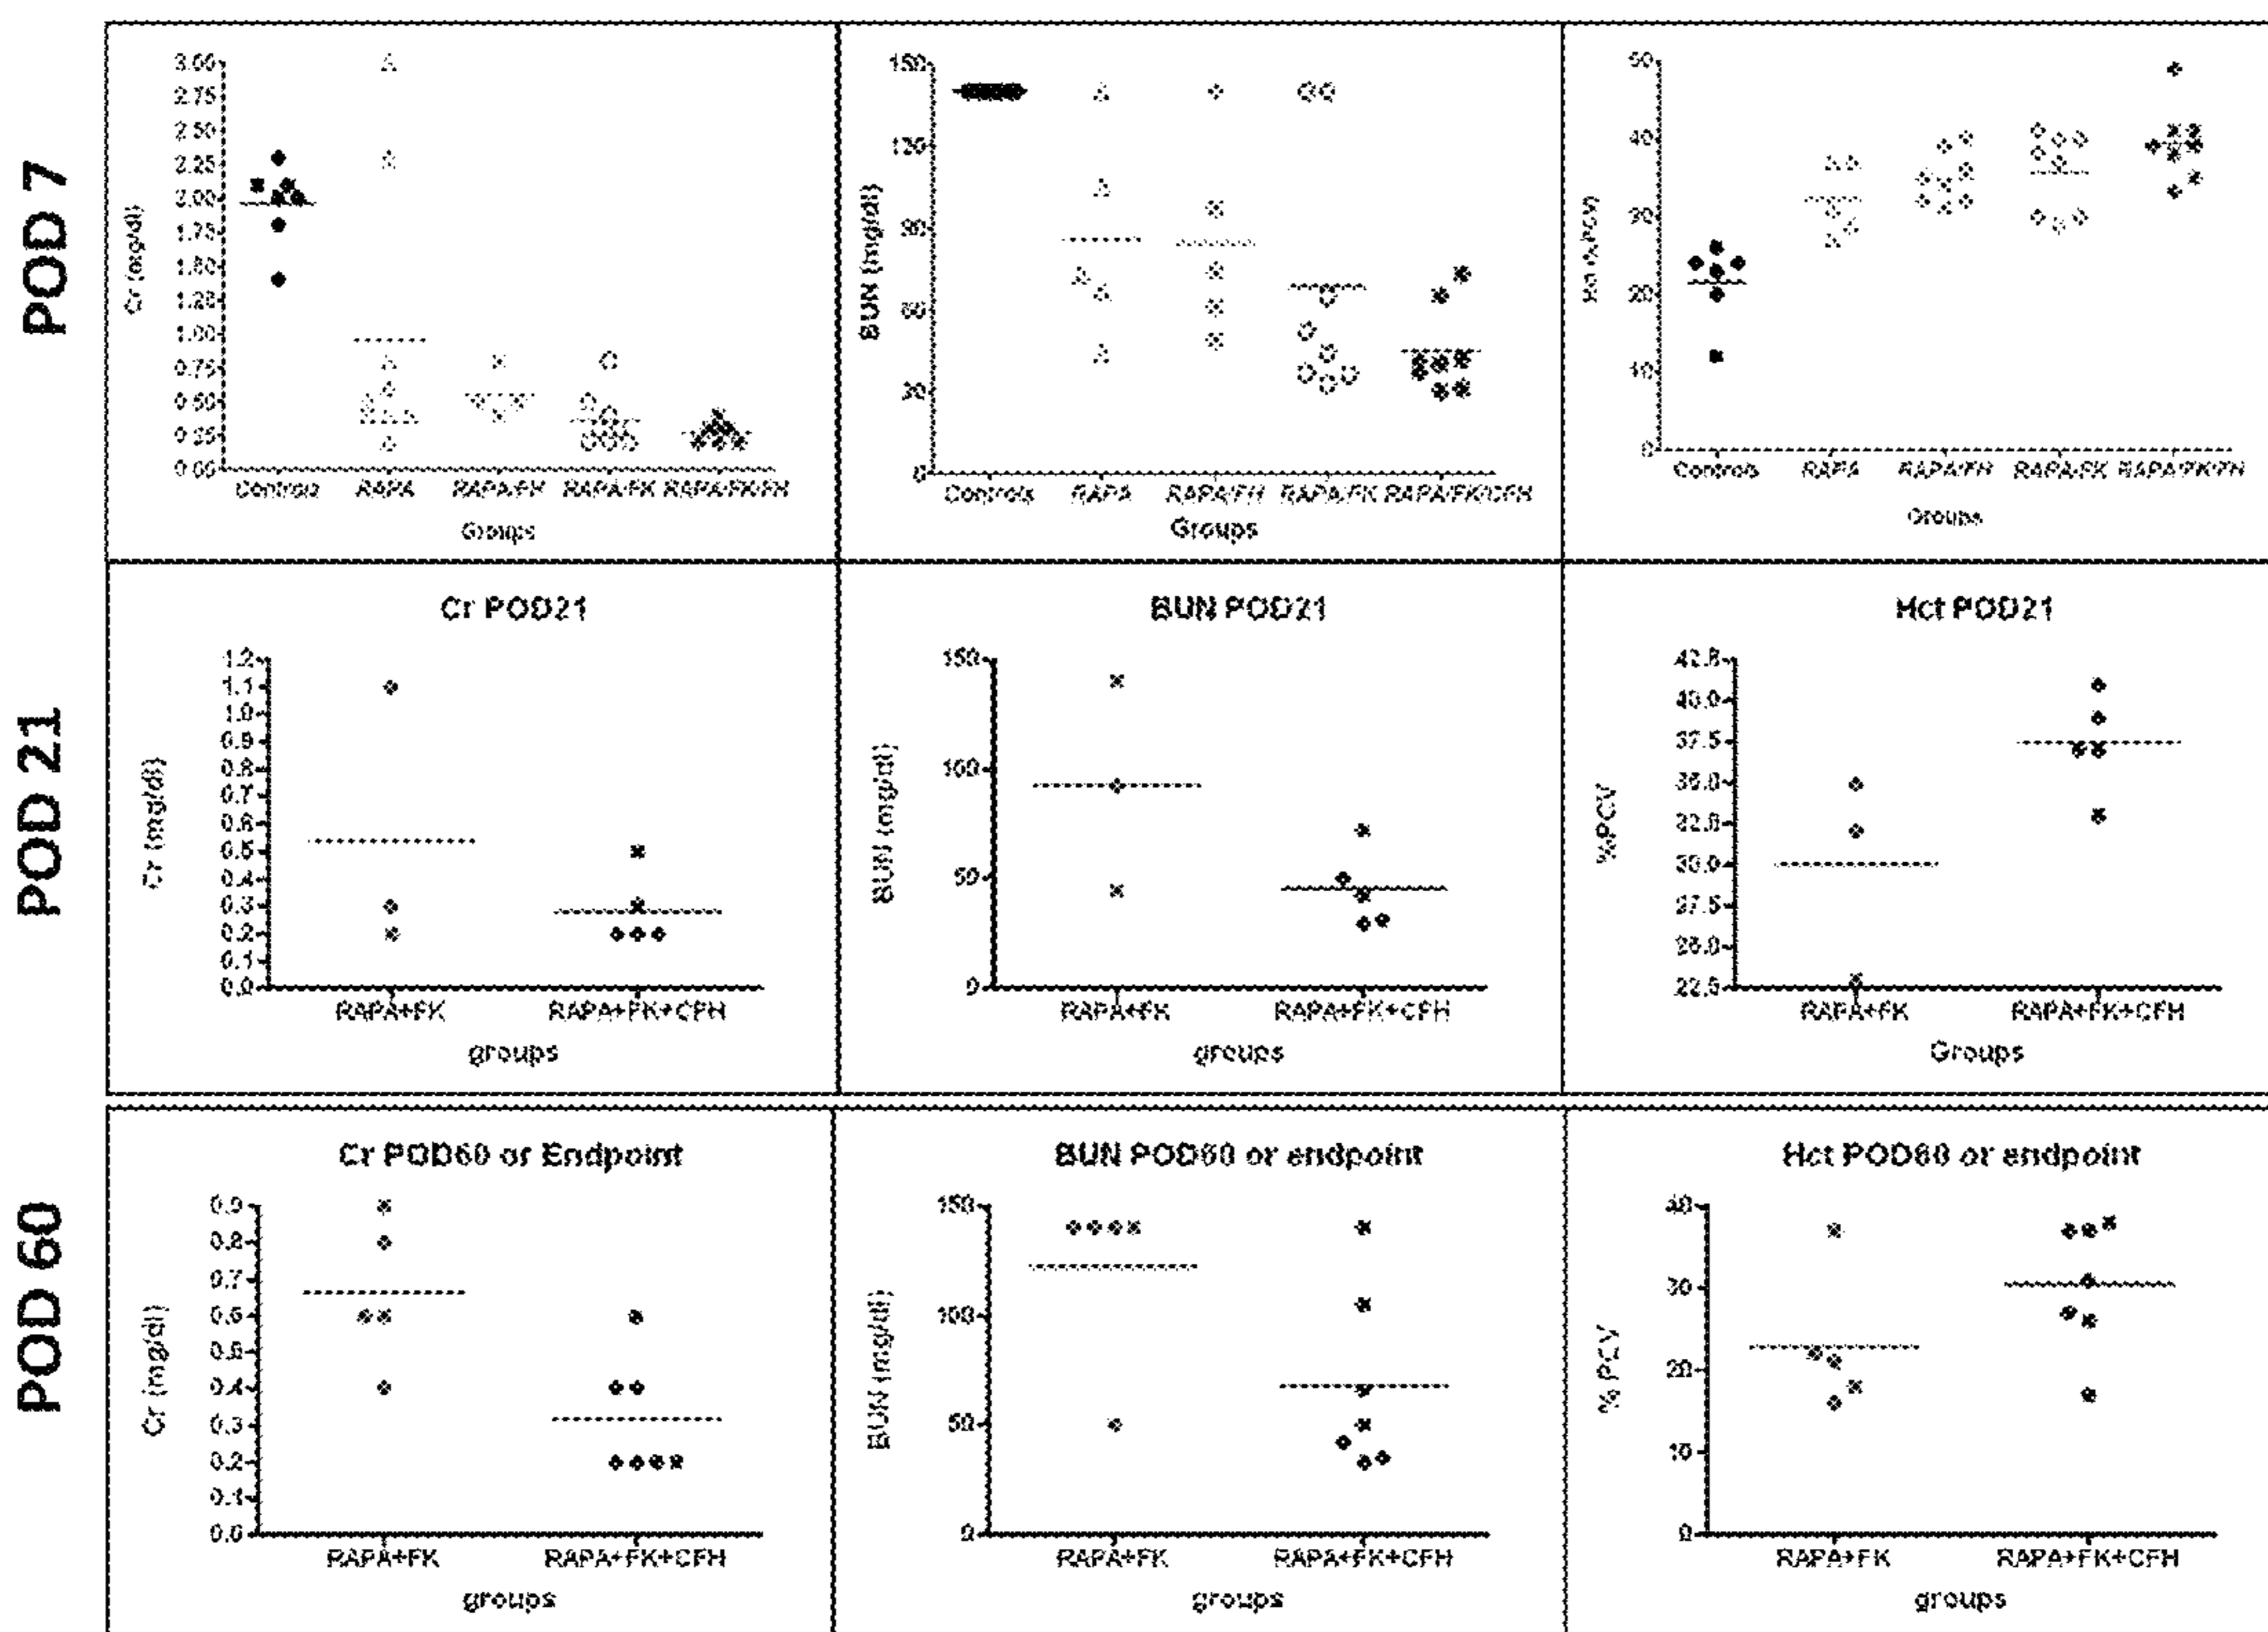 POD 7
3.00
2.75
2.50
2.25
2.00
1.75
1.50
1.25
1.00
0.75
0.50
0.25
0.00
Cr (mg/dl)
Controls RAPA RAPA/FH RAPA/FK RAPA/FK/FH
Groups
150
120
90
60
30
0
BUN (mg/dl)
Controls RAPA RAPA/FH RAPA/FK RAPA/FK/CFH
Groups
50
40
30
20
10
0
Controls RAPA RAPA/FH RAPA/FK RAPA/FK/FH
Groups
POD 21
Cr POD21
1.2
1.1
1.0
0.9
0.8
0.7
0.6
0.5
0.4
0.3
0.2
0.1
0.0
Cr (mg/dl)
RAPA+FK RAPA+FK+CFH
groups
BUN POD21
150
100
50
0
BUN (mg/dl)
RAPA+FK RAPA+FK+CFH
groups
Hct POD21
42.5
40.0
37.5
35.0
32.5
30.0
27.5
25.0
22.5
%PCV
RAPA+FK RAPA+FK+CFH
Groups
POD 60
Cr POD60 or Endpoint
0.9
0.8
0.7
0.6
0.5
0.4
0.3
0.2
0.1
0.0
Cr (mg/dl)
RAPA+FK RAPA+FK+CFH
groups
BUN POD60 or endpoint
150
100
50
0
BUN (mg/dl)
RAPA+FK RAPA+FK+CFH
groups
Hct POD60 or endpoint
40
30
20
10
0
% PCV
RAPA+FK RAPA+FK+CFH
groups